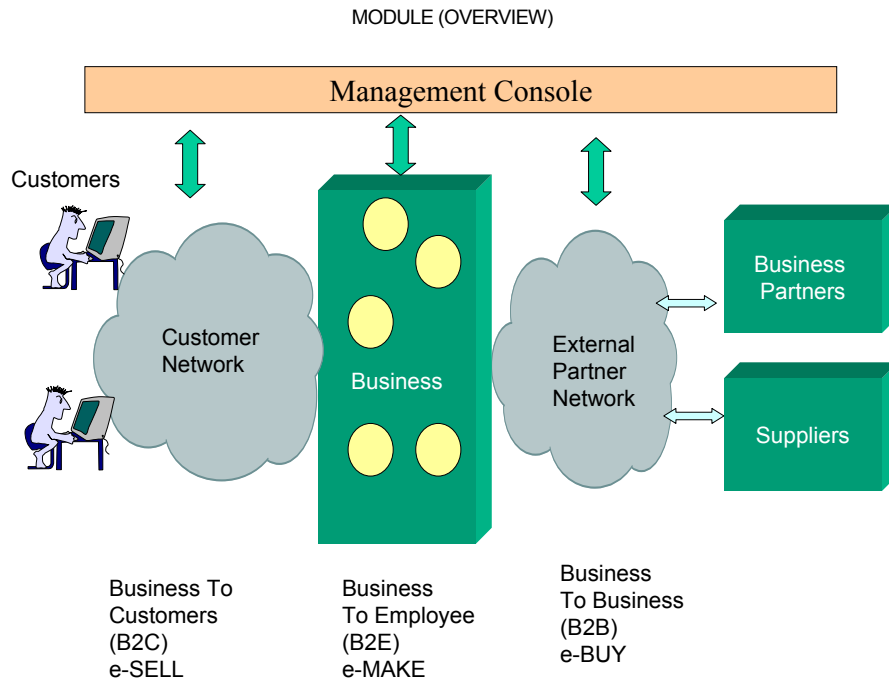 MODULE (OVERVIEW)
Management Console
Customers
Customer
Network
Business
External
Partner
Network
Business
Partners
Suppliers
Business To
Customers
(B2C)
e-SELL
Business
To Employee
(B2E)
e-MAKE
Business
To Business
(B2B)
e-BUY